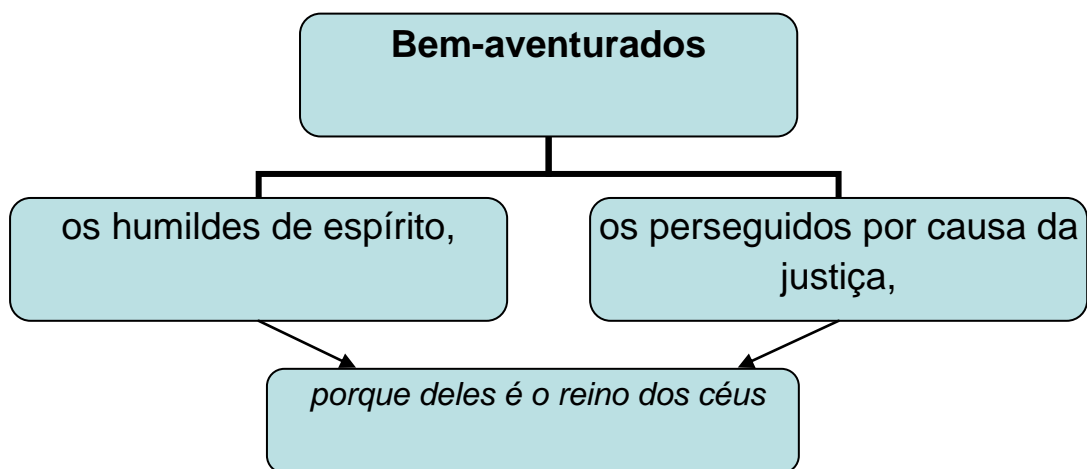 Bem-aventurados
os humildes de espírito,
os perseguidos por causa da
justiça,
porque deles é o reino dos céus